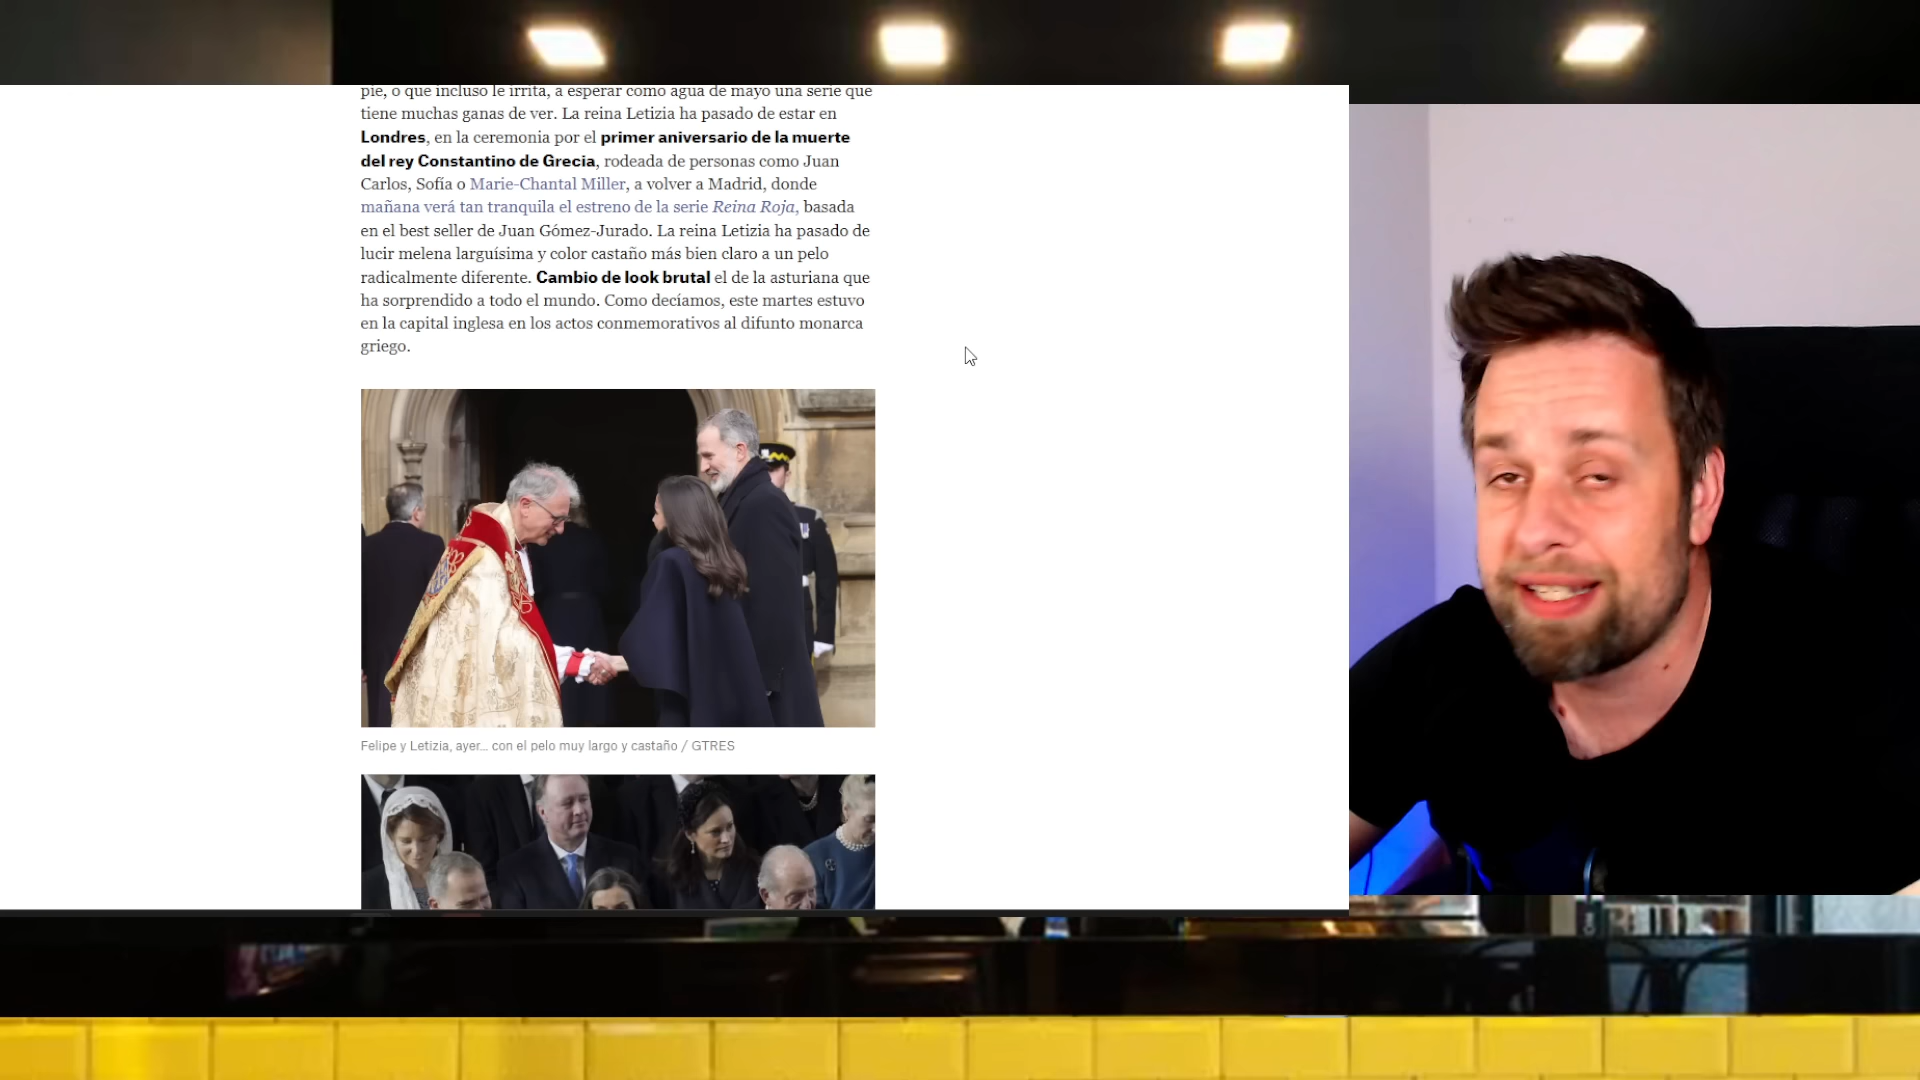 pie, o que incluso le irrita, a esperar como agua de mayo una serie que
tiene muchas ganas de ver. La reina Letizia ha pasado de estar en
Londres, en la ceremonia por el primer aniversario de la muerte
del rey Constantino de Grecia, rodeada de personas como Juan
Carlos, Sofía o Marie-Chantal Miller, a volver a Madrid, donde
mañana verá tan tranquila el estreno de la serie Reina Roja, basada
en el best seller de Juan Gómez-Jurado. La reina Letizia ha pasado de
lucir melena larguísima y color castaño más bien claro a un pelo
radicalmente diferente. Cambio de look brutal el de la asturiana que
ha sorprendido a todo el mundo. Como decíamos, este martes estuvo
en la capital inglesa en los actos conmemorativos al difunto monarca
griego.
Felipe y Letizia, ayer... con el pelo muy largo y castaño / GTRES